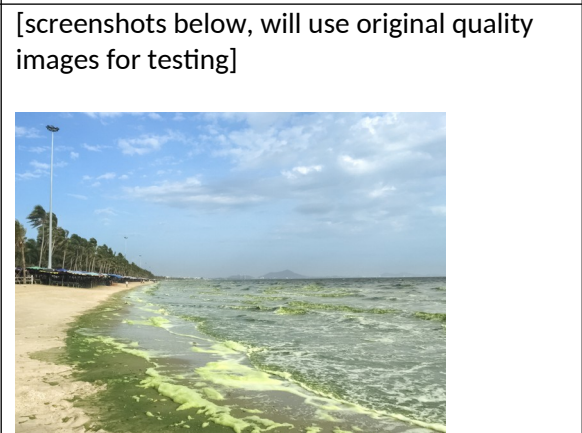 [screenshots below, will use original quality
images for testing]